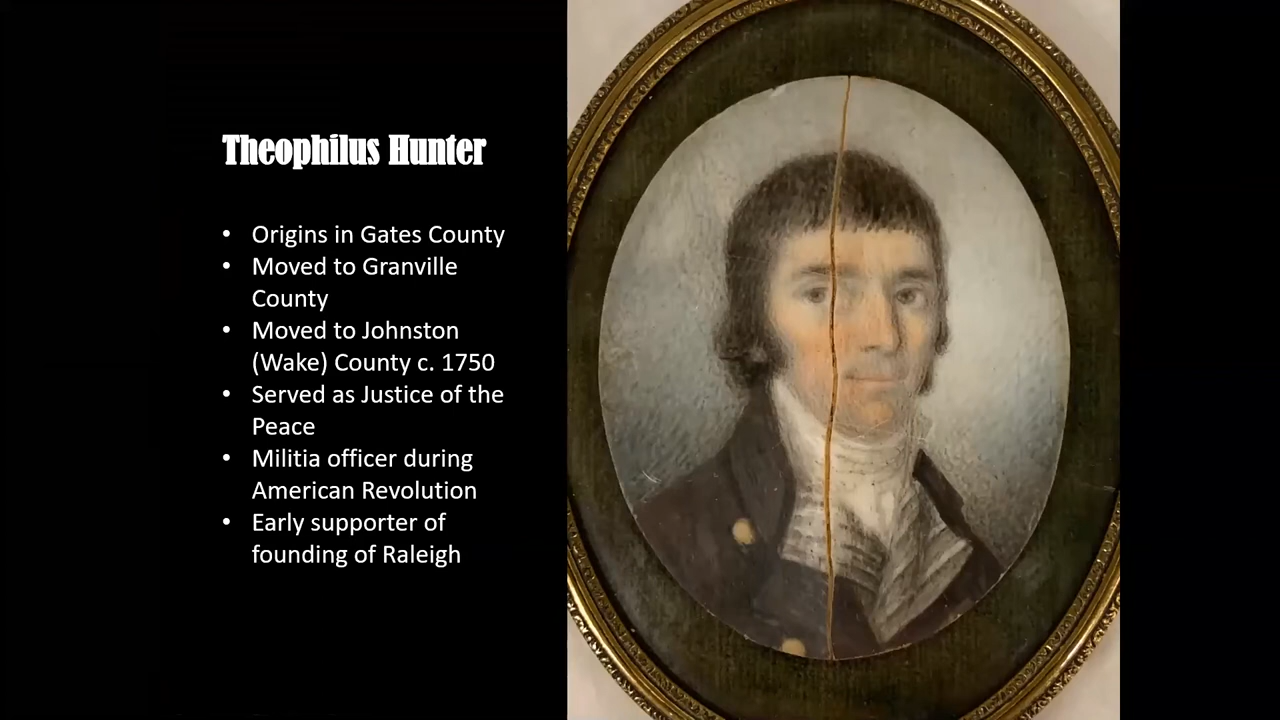 Theophilus Hunter
• Origins in Gates County
• Moved to Granville
County
• Moved to Johnston
(Wake) County c. 1750
• Served as Justice of the
Peace
• Militia officer during
American Revolution
• Early supporter of
founding of Raleigh